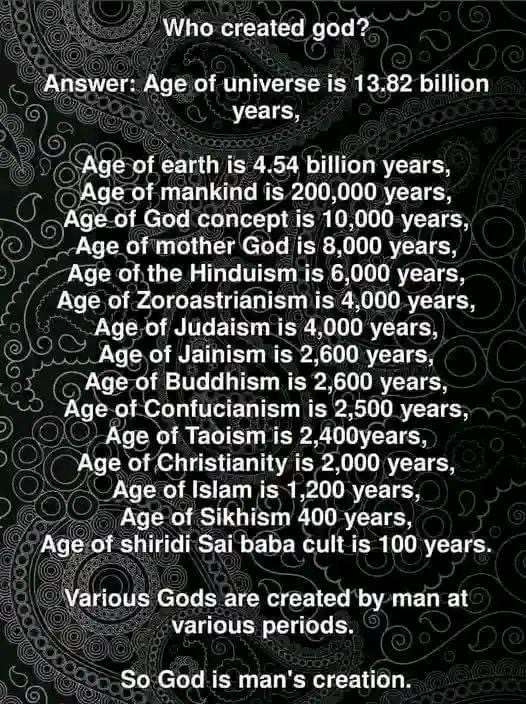 Who created god?
Answer: Age of universe is 13.82 billion
years,
Age of earth is 4.54 billion years,
Age of mankind is 200,000 years,
Age of God concept is 10,000 years,
Age of mother God is 8,000 years,
Age of the Hinduism is 6,000 years,
Age of Zoroastrianism is 4,000 years,
Age of Judaism is 4,000 years,
Age of Jainism is 2,600 years,
Age of Buddhism is 2,600 years,
Age of Confucianism is 2,500 years,
Age of Taoism is 2,400years,
Age of Christianity is 2,000 years,
Age of Islam is 1,200 years,
Age of Sikhism 400 years,
Age of shiridi Sai baba cult is 100 years.
Various Gods are created by man at
various periods.
So God is man's creation.